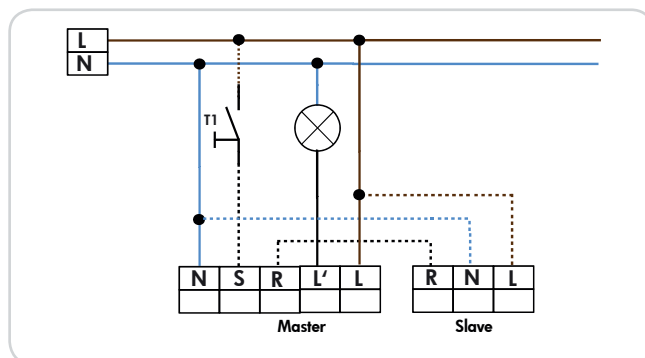 L
N
T1
N S R L‘ L
R N L
Master
Slave